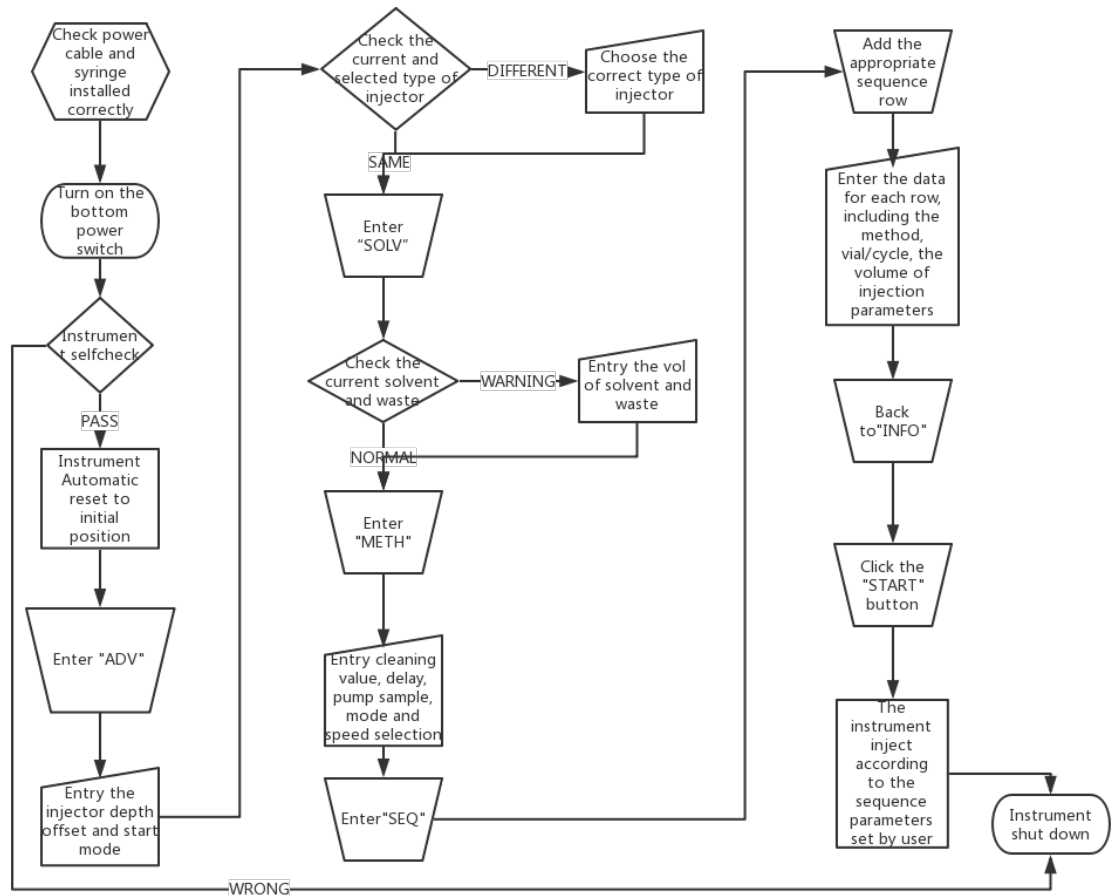 Check power
cable and
syringe
installed
correctly
Turn on the
bottom
power
switch
Instrumen
t selfcheck
PASS
Instrument
Automatic
reset to
initial
position
Enter "ADV"
Entry the
injector depth
offset and start
mode
Check the
current and
selected type of
injector
DIFFERENT
Choose the
correct type of
injector
SAME
Enter
“SOLV”
Check the
current solvent
and waste
WARNING
Entry the vol
of solvent and
waste
NORMAL
Enter
"METH"
Entry cleaning
value, delay,
pump sample,
mode and
speed selection
Enter"SEQ"
Add the
appropriate
sequence
row
Enter the data
for each row,
including the
method,
vial/cycle, the
volume of
injection
parameters
Back
to"INFO"
Click the
"START"
button
The
instrument
inject
according
to the
sequence
parameters
set by user
Instrument
shut down
WRONG